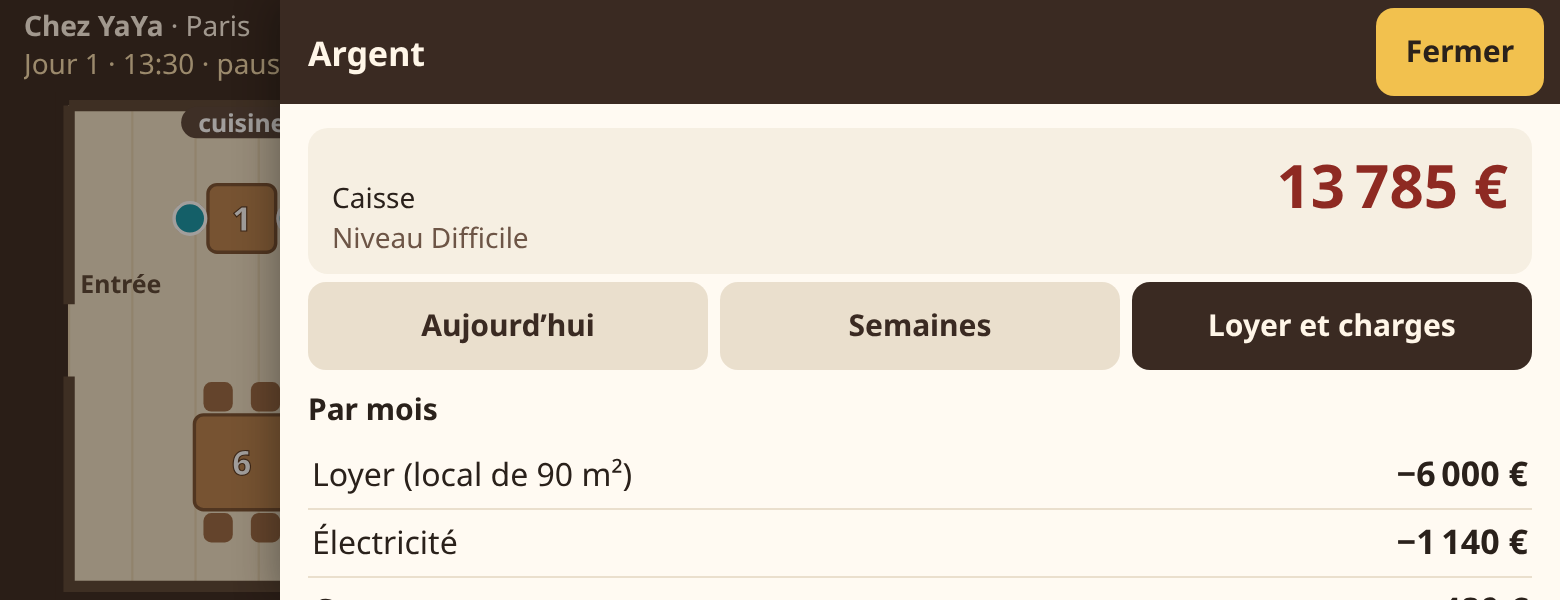 Chez YaYa · Paris
Jour 1 · 13:30 · paus
cuisine
1
Entrée
6
Argent
Fermer
Caisse
Niveau Difficile
13 785 €
Aujourd’hui
Semaines
Loyer et charges
Par mois
Loyer (local de 90 m²)
−6 000 €
Électricité
−1 140 €